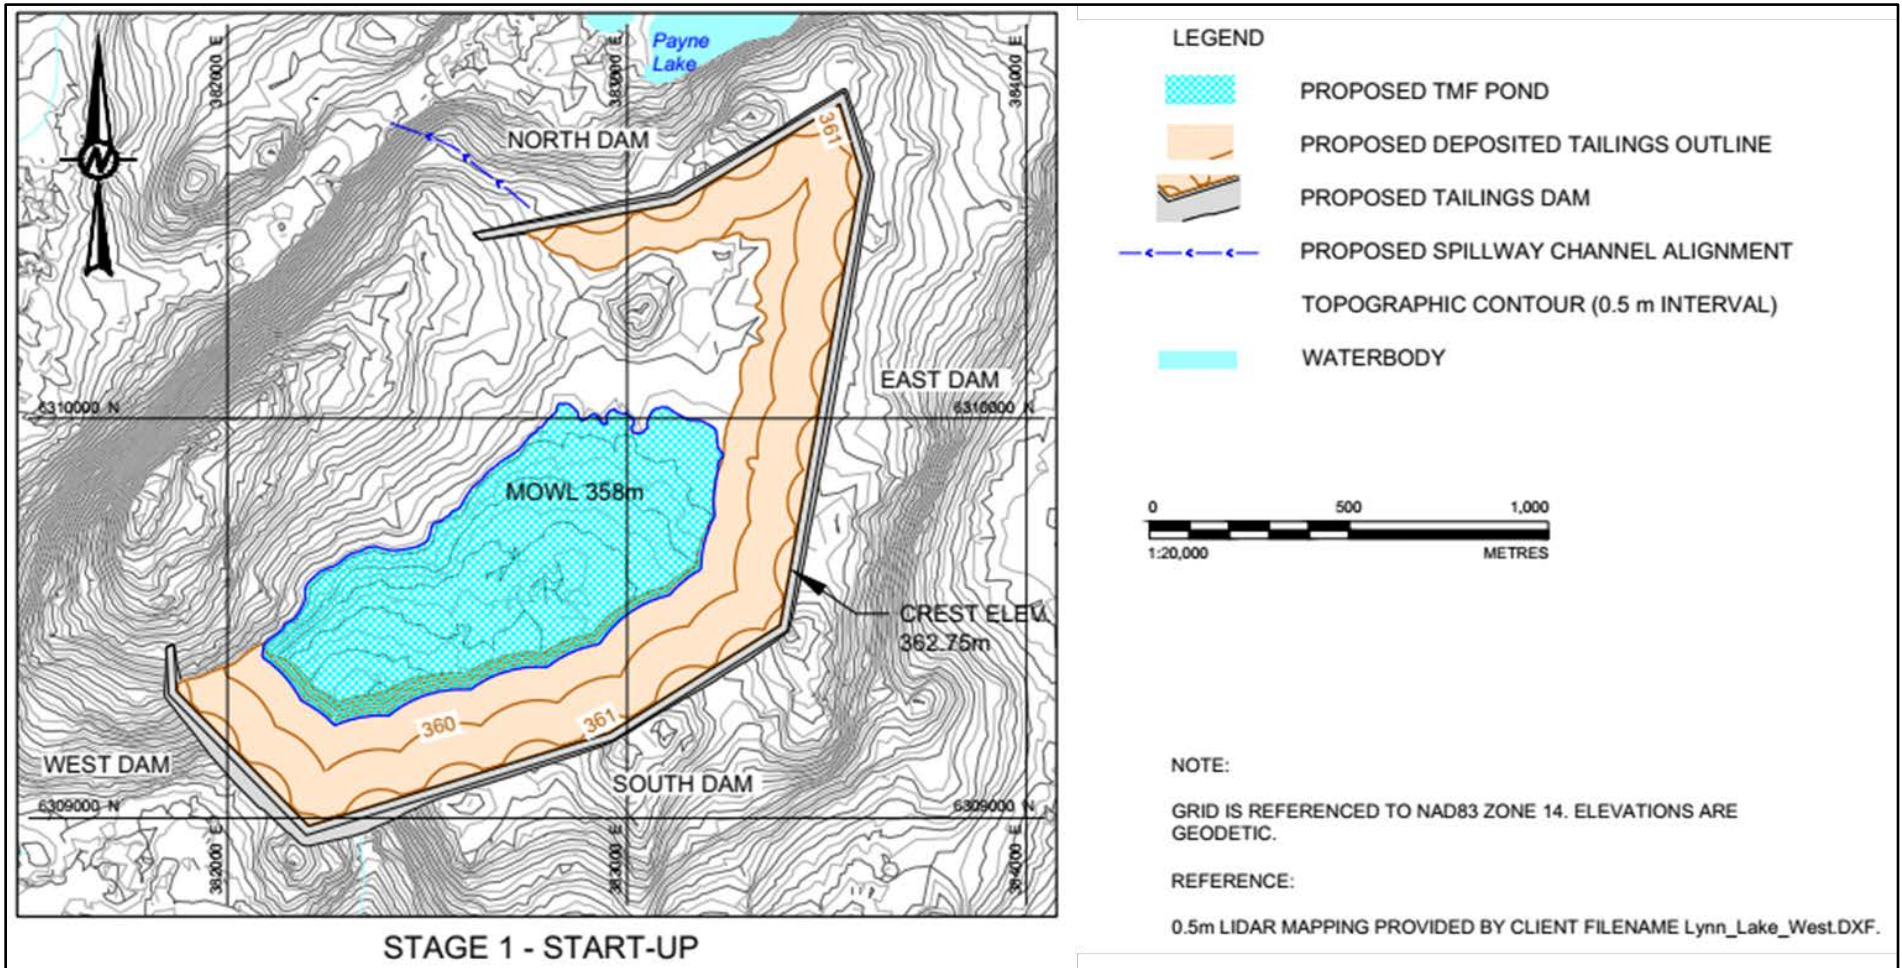 Payne
Lake
382000 E
383000 E
384000 E
N
NORTH DAM
361
EAST DAM
6310000 N
6310000 N
MOWL 358m
CREST ELEV.
362.75m
360
361
WEST DAM
SOUTH DAM
6309000 N
6309000 N
382000 E
383000 E
384000 E
STAGE 1 - START-UP
LEGEND
PROPOSED TMF POND
PROPOSED DEPOSITED TAILINGS OUTLINE
PROPOSED TAILINGS DAM
PROPOSED SPILLWAY CHANNEL ALIGNMENT
TOPOGRAPHIC CONTOUR (0.5 m INTERVAL)
WATERBODY
0 500 1,000
1:20,000 METRES
NOTE:
GRID IS REFERENCED TO NAD83 ZONE 14. ELEVATIONS ARE
GEODETIC.
REFERENCE:
0.5m LIDAR MAPPING PROVIDED BY CLIENT FILENAME Lynn_Lake_West.DXF.